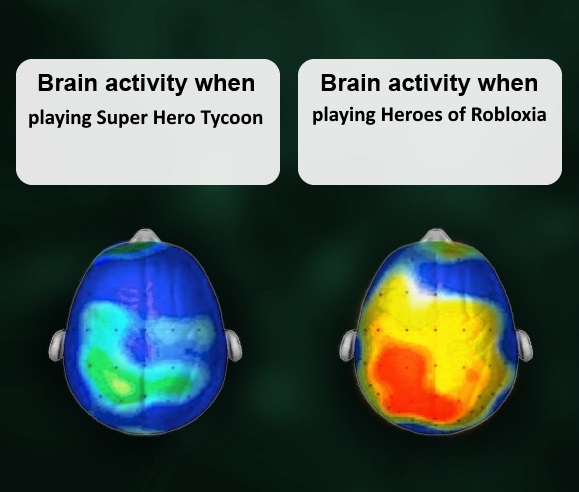 Brain activity when
playing Super Hero Tycoon
Brain activity when
playing Heroes of Robloxia